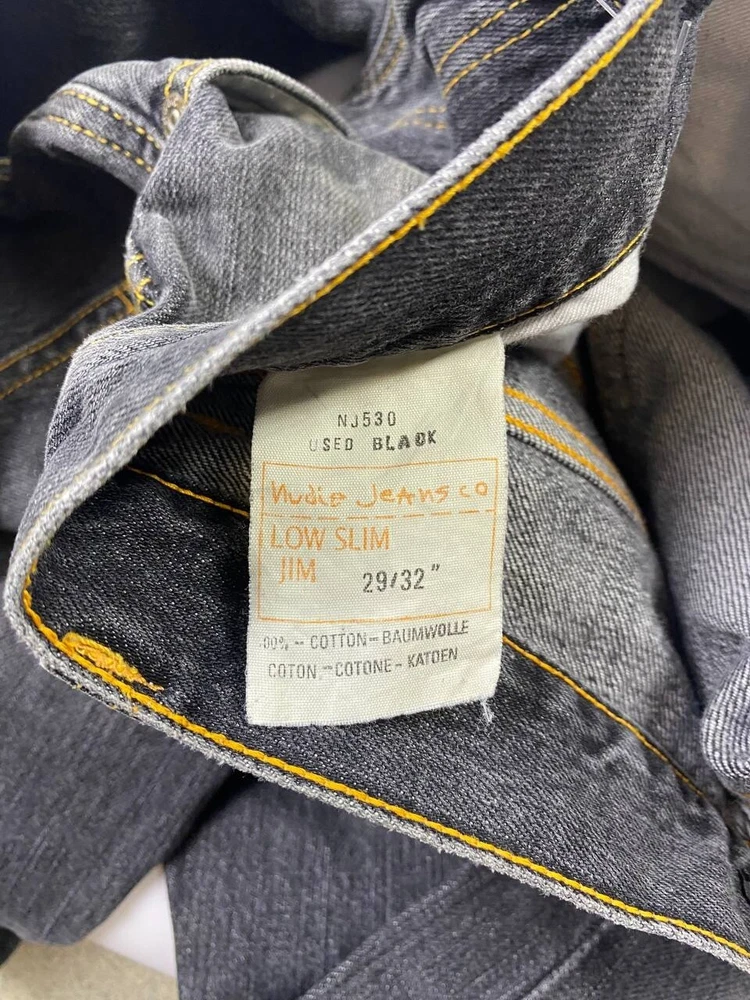 NJ530
USED BLACK
Nudie Jeans co
LOW SLIM
JIM 29/32"
00% - COTTON - BAUMWOLLE
COTON - COTONE - KATOEN